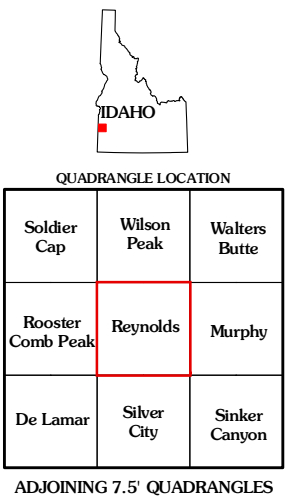 IDAHO
QUADRANGLE LOCATION
Soldier
Cap
Wilson
Peak
Walters
Butte
Rooster
Comb Peak
Reynolds
Murphy
De Lamar
Silver
City
Sinker
Canyon
ADJOINING 7.5' QUADRANGLES